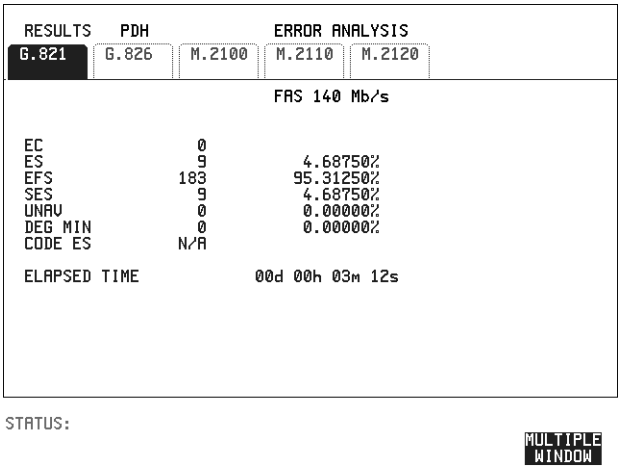 RESULTS PDH ERROR ANALYSIS
G.821 G.826 M.2100 M.2110 M.2120
FAS 140 Mb/s
EC 0
ES 9 4.68750%
EFS 183 95.31250%
SES 9 4.68750%
UNAV 0 0.00000%
DEG MIN 0 0.00000%
CODE ES N/A
ELAPSED TIME 00d 00h 03m 12s
STATUS:
MULTIPLE
WINDOW